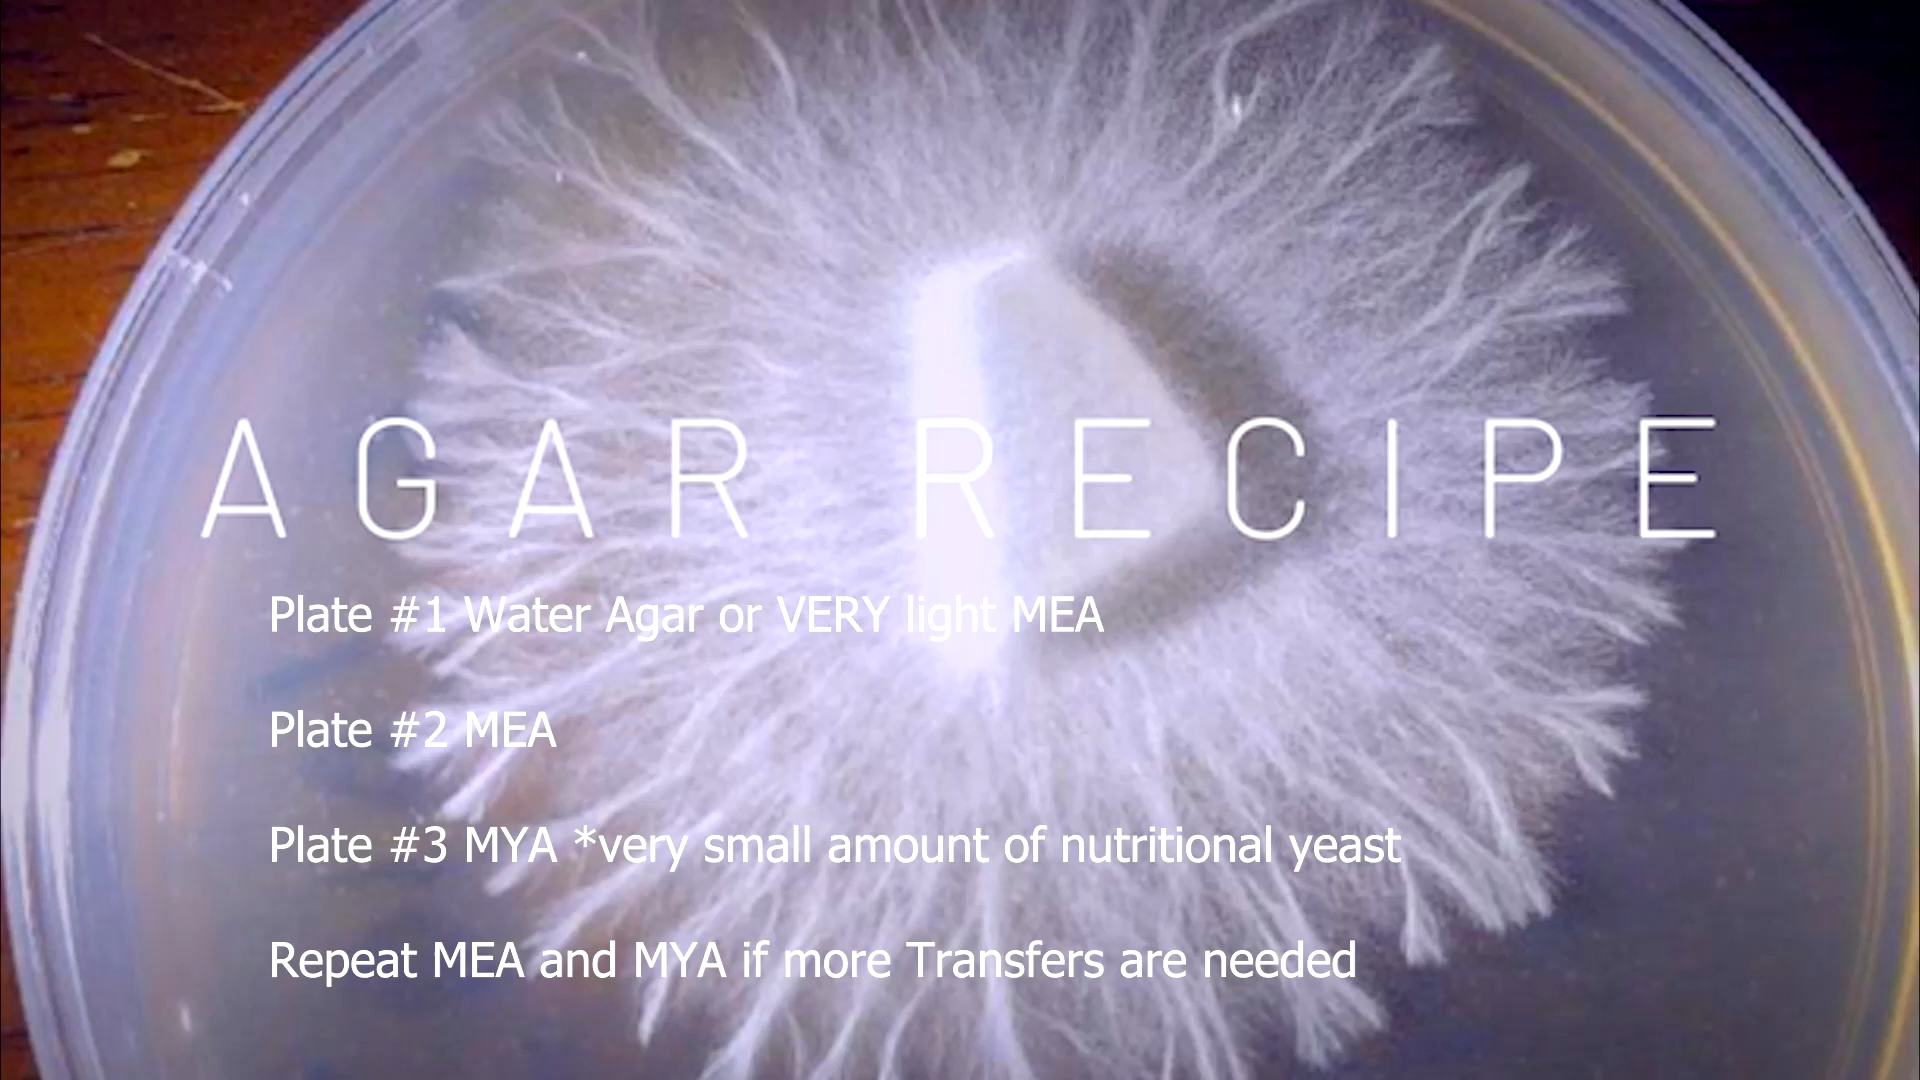 AGAR RECIPE
Plate #1 Water Agar or VERY light MEA
Plate #2 MEA
Plate #3 MYA *very small amount of nutritional yeast
Repeat MEA and MYA if more Transfers are needed